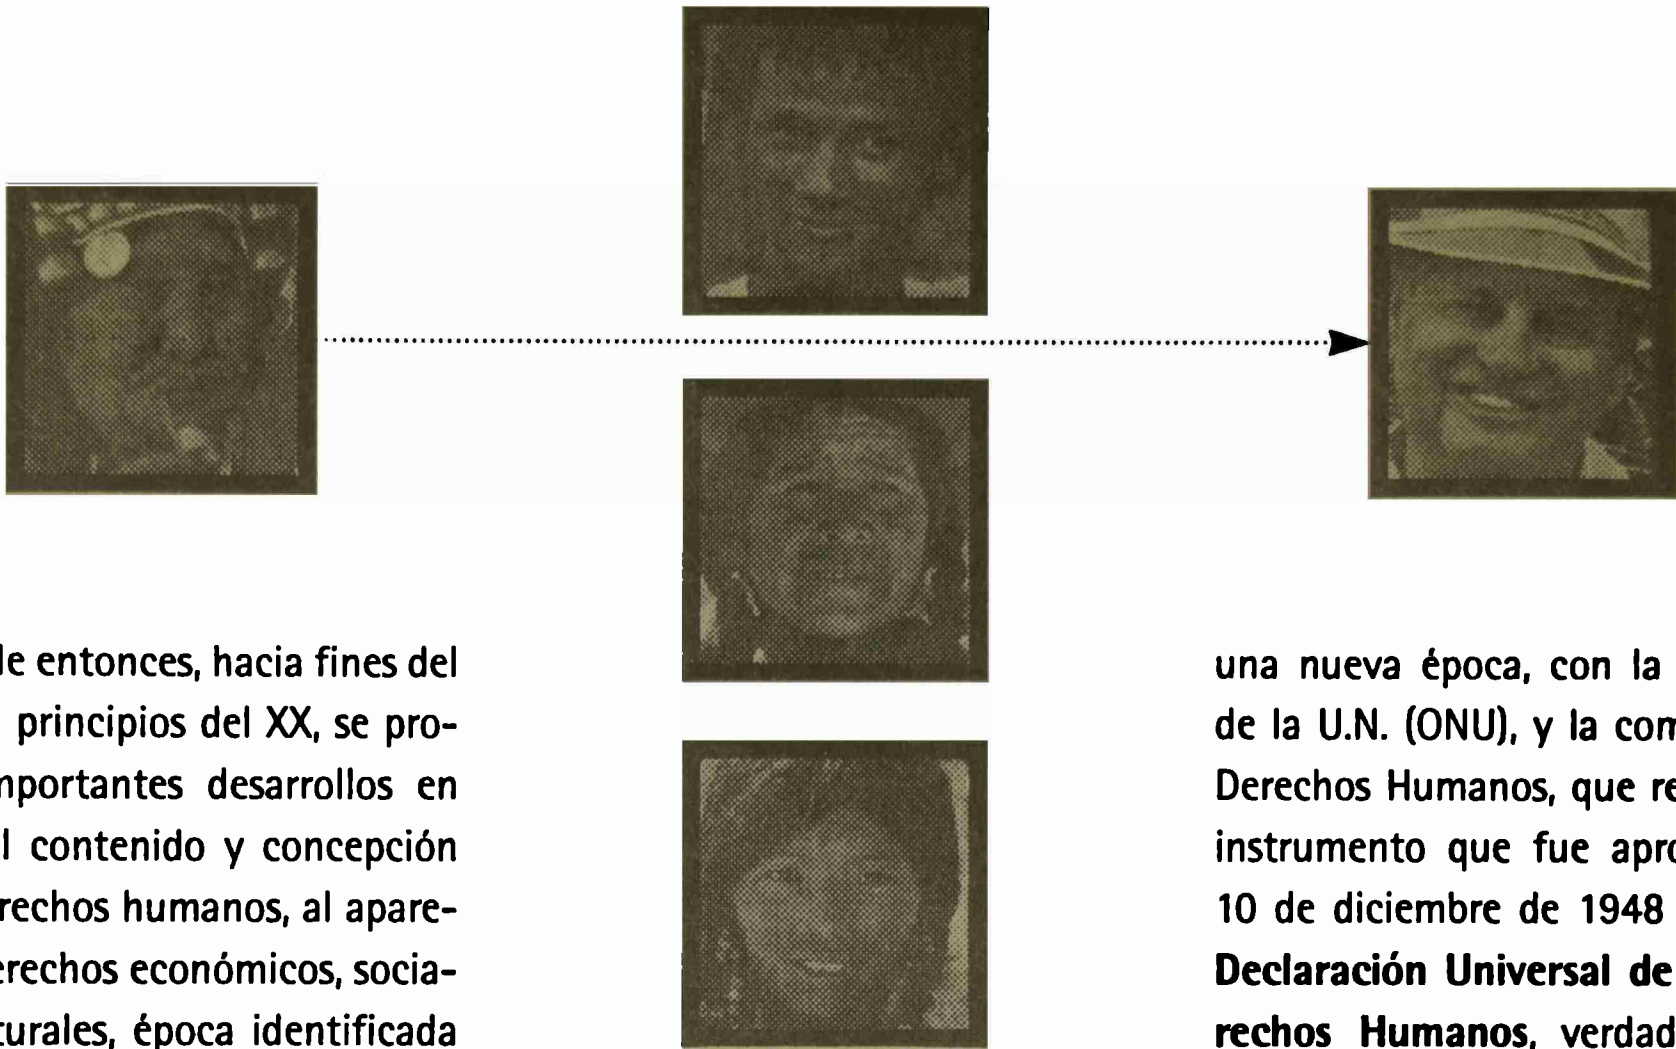 le entonces, hacia fines del
principios del XX, se pro-
mportantes desarrollos en
l contenido y concepción
rechos humanos, al apare-
erechos económicos, socia-
turales, época identificada
una nueva época, con la
de la U.N. (ONU), y la com
Derechos Humanos, que re
instrumento que fue apro
10 de diciembre de 1948
Declaración Universal de
rechos Humanos, verdad